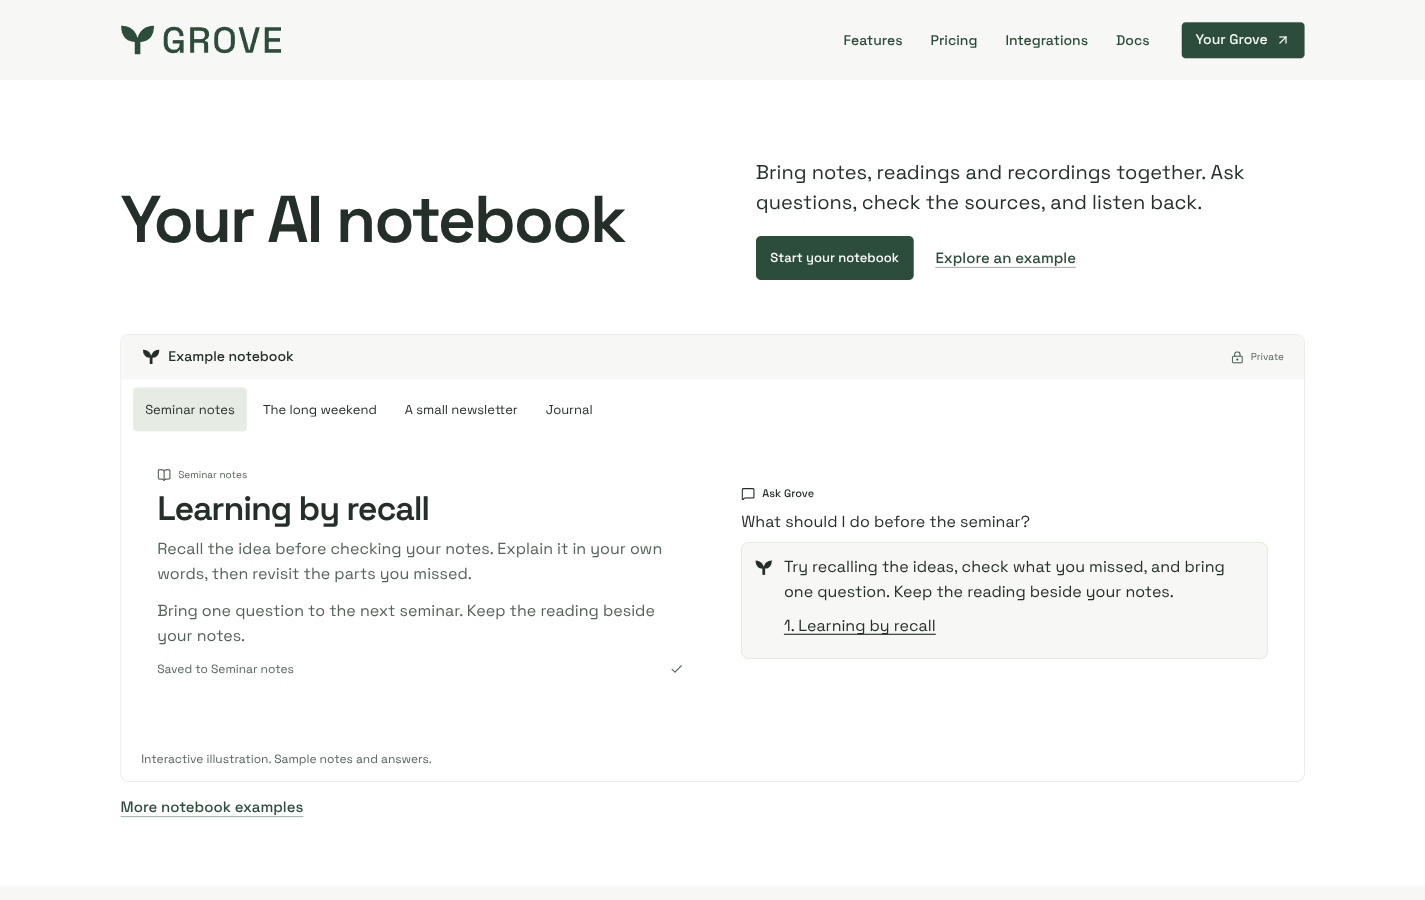 GROVE
Features
Pricing
Integrations
Docs
Your Grove
Your AI notebook
Bring notes, readings and recordings together. Ask
questions, check the sources, and listen back.
Start your notebook
Explore an example
Example notebook
Private
Seminar notes
The long weekend
A small newsletter
Journal
Seminar notes
Learning by recall
Recall the idea before checking your notes. Explain it in your own
words, then revisit the parts you missed.
Bring one question to the next seminar. Keep the reading beside
your notes.
Saved to Seminar notes
Ask Grove
What should I do before the seminar?
Try recalling the ideas, check what you missed, and bring
one question. Keep the reading beside your notes.
1. Learning by recall
Interactive illustration. Sample notes and answers.
More notebook examples